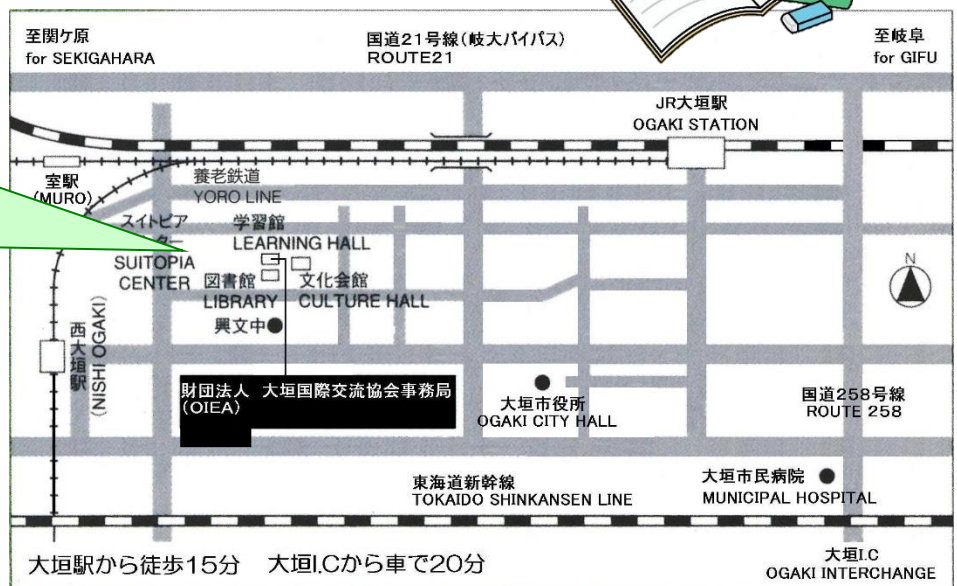 至関ケ原
for SEKIGAHARA
国道21号線(岐大バイパス)
ROUTE21
至岐阜
for GIFU
JR大垣駅
OGAKI STATION
室駅
(MURO)
養老鉄道
YORO LINE
スイトピア
ター
SUITOPIA
CENTER
学習館
LEARNING HALL
図書館
LIBRARY
文化会館
CULTURE HALL
N
興文中
西大垣駅
(NISHI OGAKI)
財団法人 大垣国際交流協会事務局
(OIEA)
大垣市役所
OGAKI CITY HALL
国道258号線
ROUTE 258
東海道新幹線
TOKAIDO SHINKANSEN LINE
大垣市民病院
MUNICIPAL HOSPITAL
大垣駅から徒歩15分 大垣I.Cから車で20分
大垣I.C
OGAKI INTERCHANGE